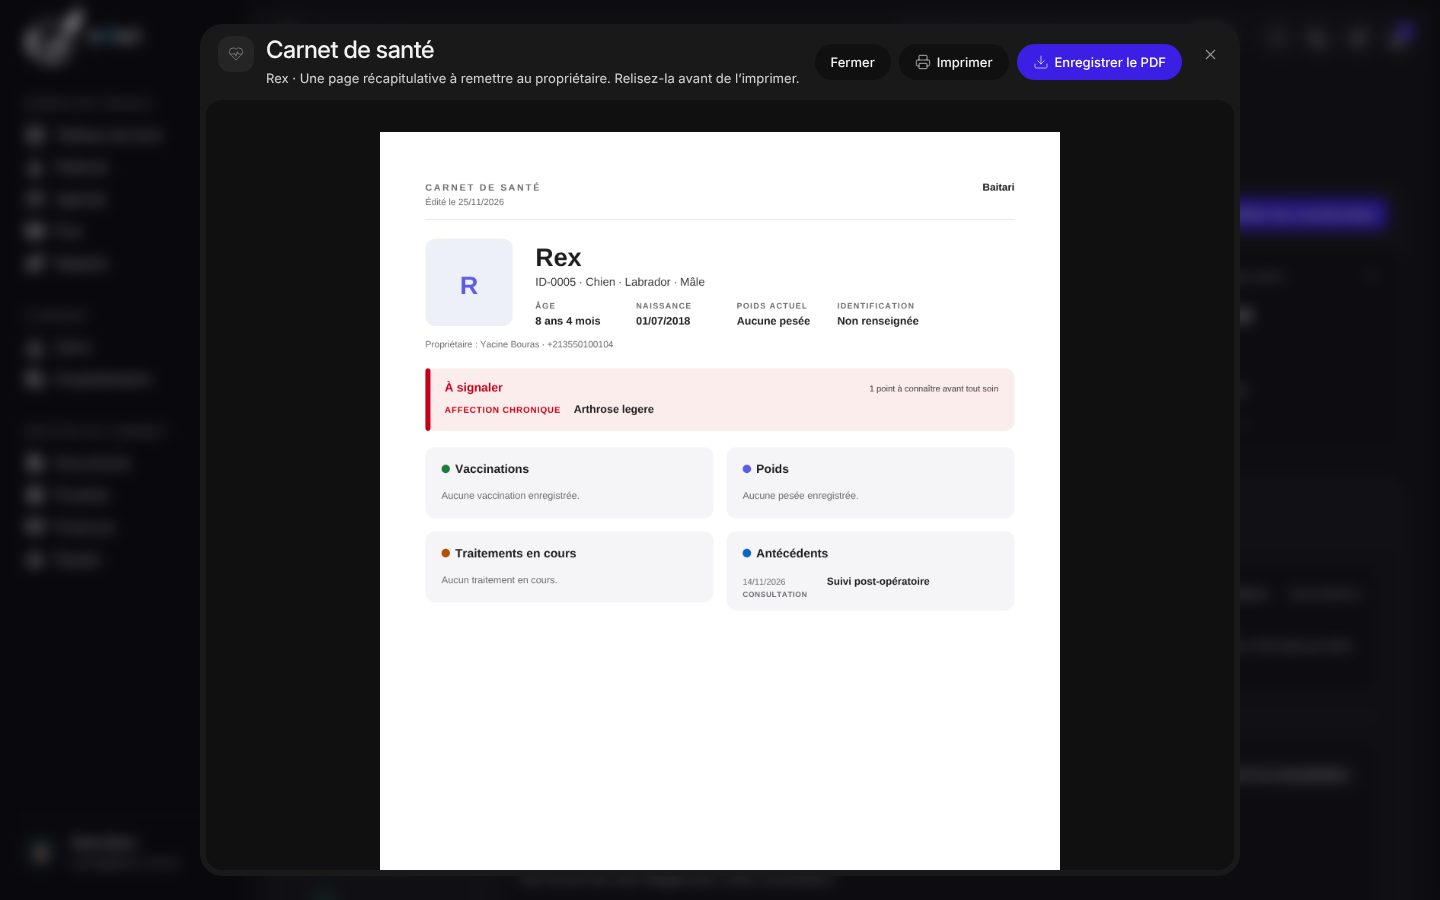 Carnet de santé
Rex · Une page récapitulative à remettre au propriétaire. Relisez-la avant de l’imprimer.
Fermer
Imprimer
Enregistrer le PDF
CARNET DE SANTÉ
Baitari
Édité le 25/11/2026
R
Rex
ID-0005 · Chien · Labrador · Mâle
ÂGE
NAISSANCE
POIDS ACTUEL
IDENTIFICATION
8 ans 4 mois
01/07/2018
Aucune pesée
Non renseignée
Propriétaire : Yacine Bouras · +213550100104
À signaler
1 point à connaître avant tout soin
AFFECTION CHRONIQUE Arthrose legere
Vaccinations
Aucune vaccination enregistrée.
Poids
Aucune pesée enregistrée.
Traitements en cours
Aucun traitement en cours.
Antécédents
14/11/2026 Suivi post-opératoire
CONSULTATION